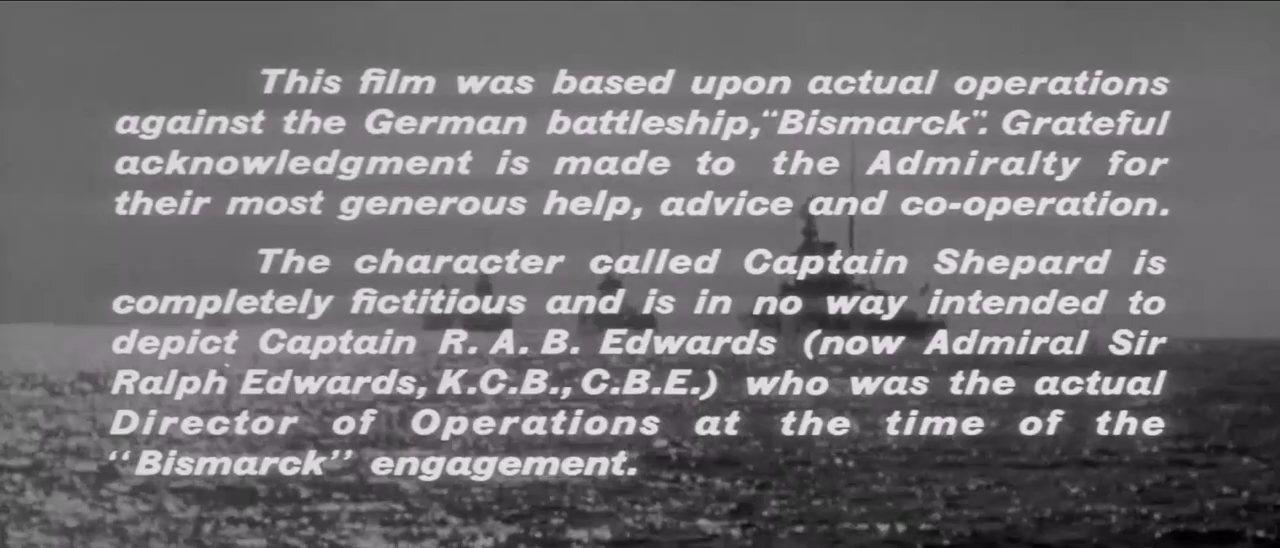 This film was based upon actual operations
against the German battleship,"Bismarck". Grateful
acknowledgment is made to the Admiralty for
their most generous help, advice and co-operation.
The character called Captain Shepard is
completely fictitious and is in no way intended to
depict Captain R. A. B. Edwards (now Admiral Sir
Ralph Edwards, K.C.B., C.B.E.) who was the actual
Director of Operations at the time of the
"Bismarck" engagement.